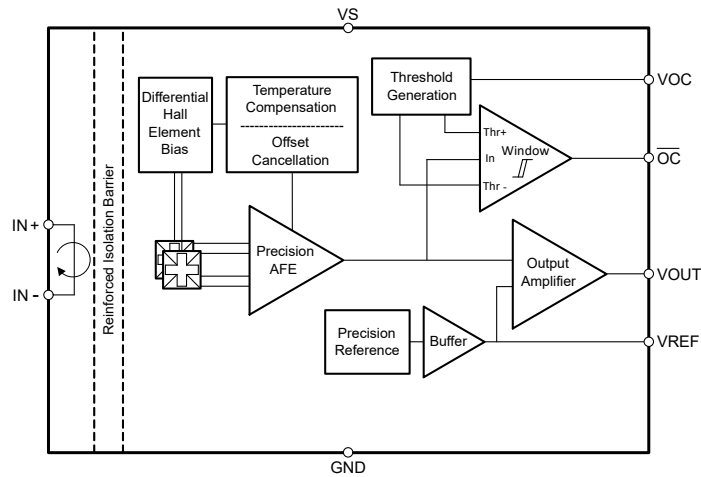 VS
VOC
OC
VOUT
VREF
GND
IN+
IN -
Reinforced Isolation Barrier
Differential
Hall
Element
Bias
Temperature
Compensation
Offset
Cancellation
Threshold
Generation
Thr+
In
Window
Thr -
Precision
AFE
Output
Amplifier
Precision
Reference
Buffer